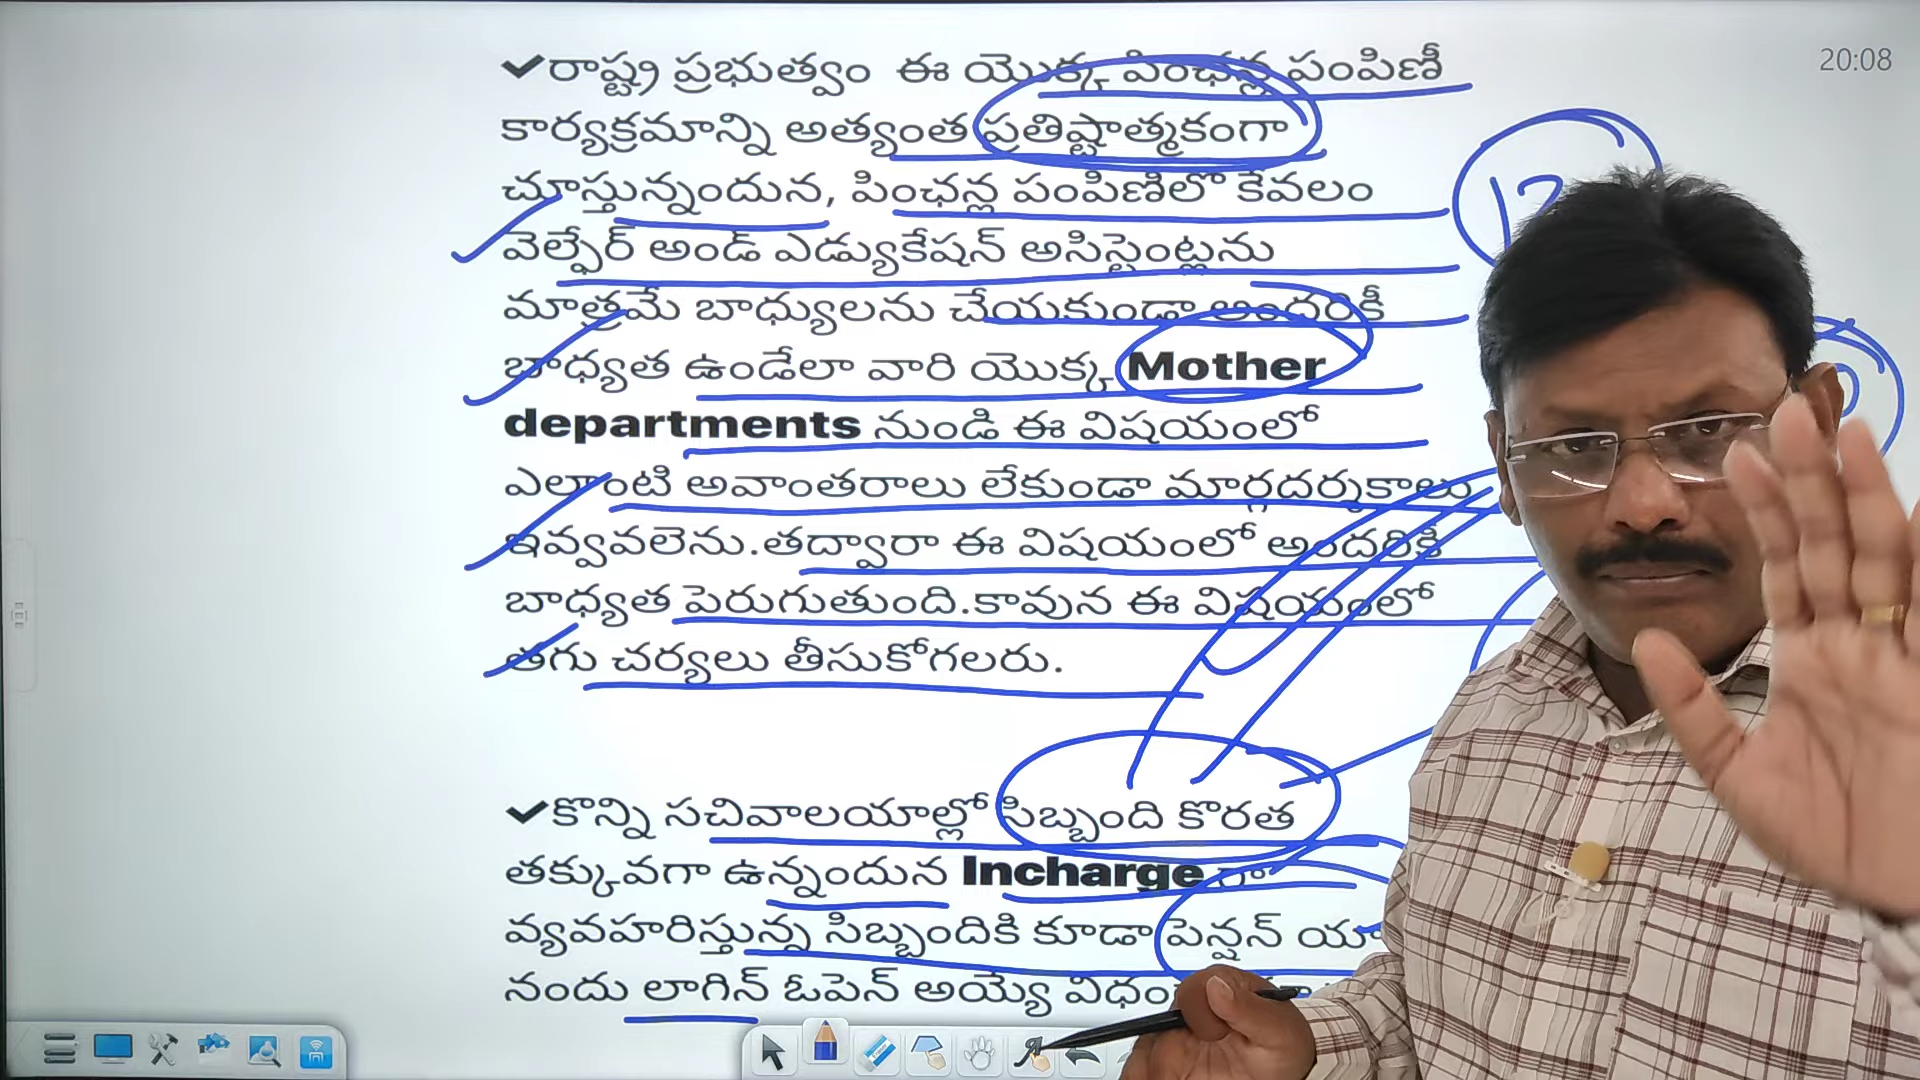 ✔రాష్ట్ర ప్రభుత్వం ఈ యొక్క పింఛన్ల పంపిణీ
20:08
కార్యక్రమాన్ని అత్యంత ప్రతిష్టాత్మకంగా
చూస్తున్నందున, పింఛన్ల పంపిణిలో కేవలం
వెల్ఫేర్ అండ్ ఎడ్యుకేషన్ అసిస్టెంట్లను
మాత్రమే బాధ్యులను చేయకుండా అందరికీ
బాధ్యత ఉండేలా వారి యొక్క Mother
departments నుండి ఈ విషయంలో
ఎలాంటి అవాంతరాలు లేకుండా మార్గదర్శకాలు
ఇవ్వవలెను.తద్వారా ఈ విషయంలో అందరికి
బాధ్యత పెరుగుతుంది.కావున ఈ విషయంలో
తగు చర్యలు తీసుకోగలరు.
✔కొన్ని సచివాలయాల్లో సిబ్బంది కొరత
తక్కువగా ఉన్నందున Incharge గా
వ్యవహరిస్తున్న సిబ్బందికి కూడా పెన్షన్
నందు లాగిన్ ఓపెన్ అయ్యే